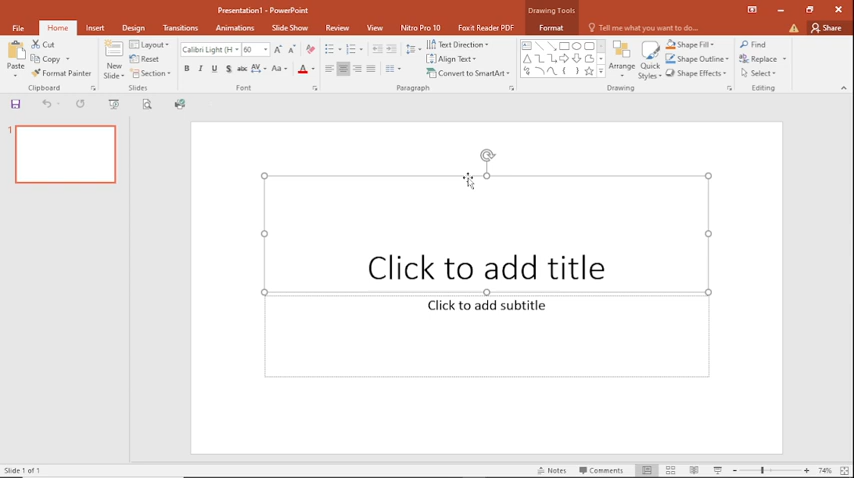 Presentation1 - PowerPoint
Drawing Tools
File Home Insert Design Transitions Animations Slide Show Review View Nitro Pro 10 Foxit Reader PDF Format Tell me what you want to do... Share
Paste
Cut
Copy
Format Painter
Clipboard
New Slide
Layout
Reset
Section
Slides
Calibri Light (H 60
B I U S abc AV Aa A
Font
Text Direction
Align Text
Convert to SmartArt
Paragraph
Arrange
Quick Styles
Shape Fill
Shape Outline
Shape Effects
Drawing
Find
Replace
Select
Editing
1
Click to add title
Click to add subtitle
Slide 1 of 1
Notes Comments 74%